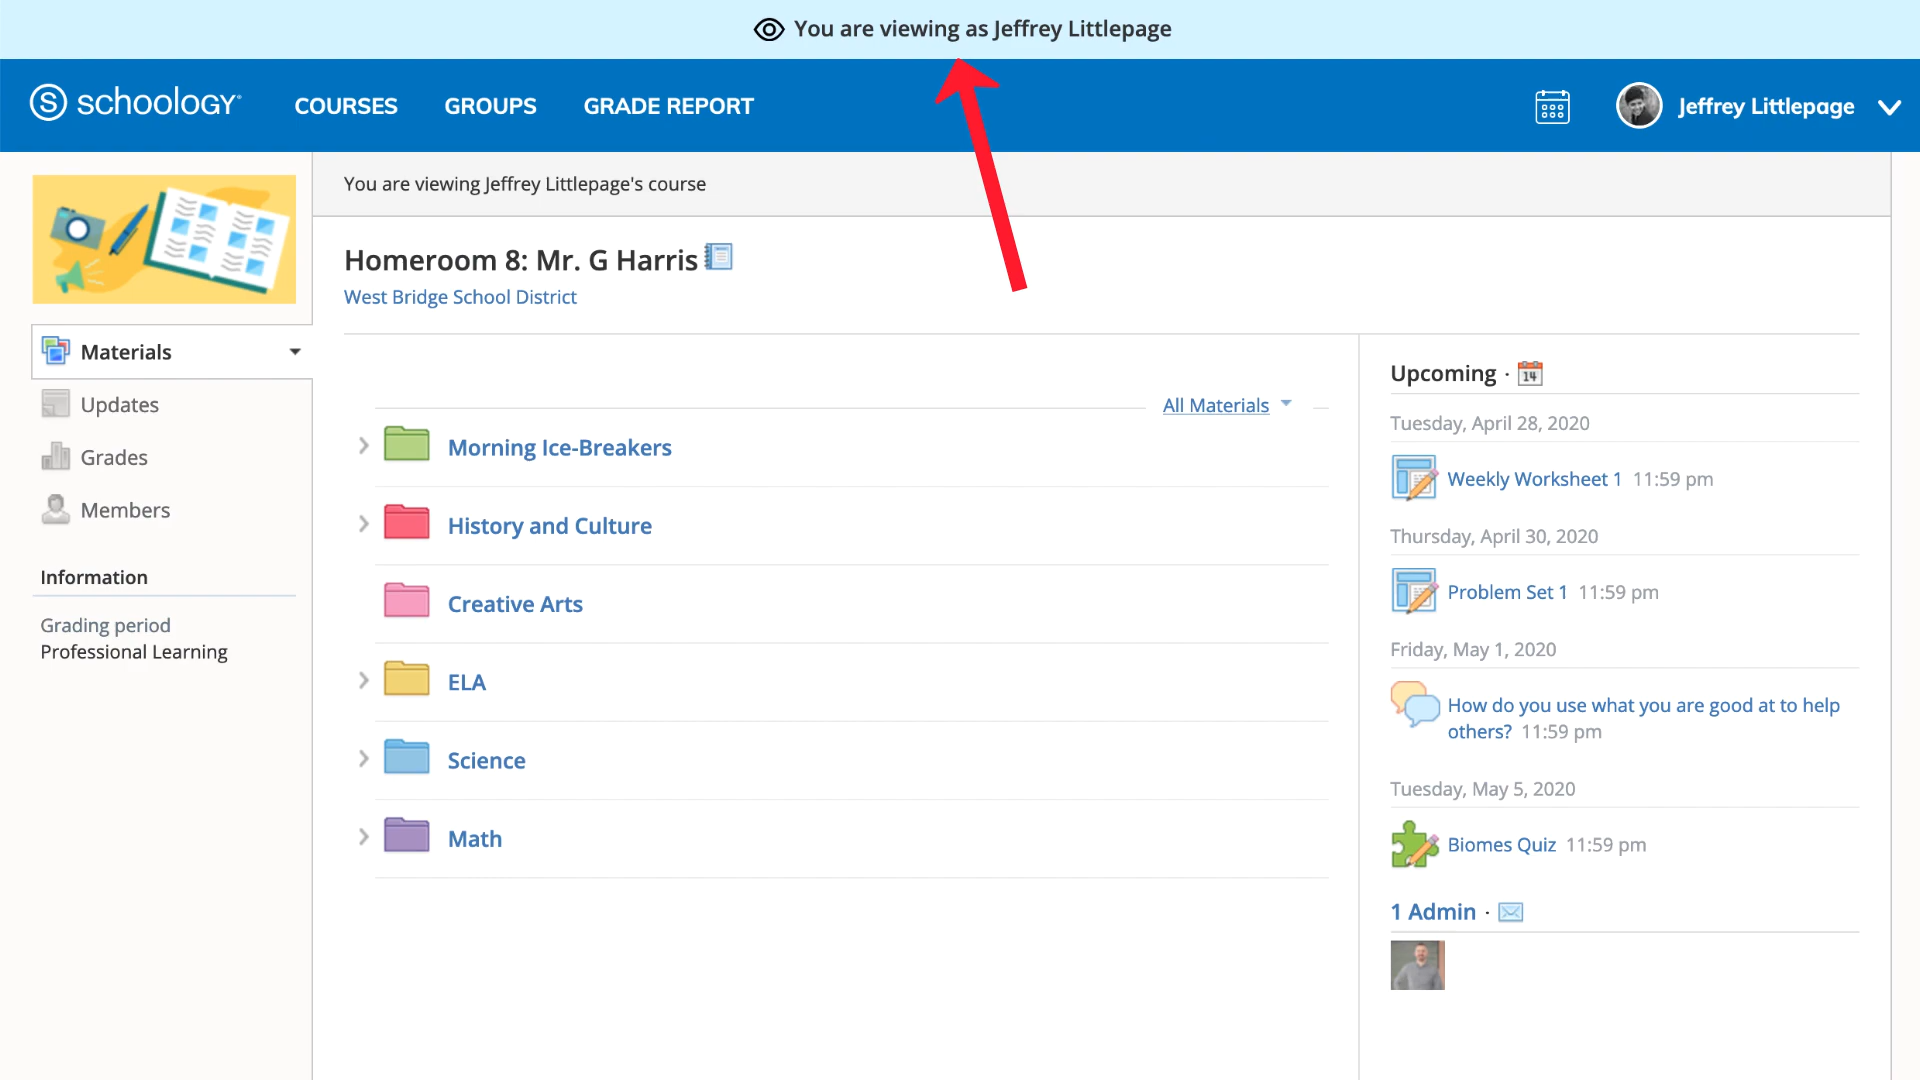 You are viewing as Jeffrey Littlepage
schoology
COURSES
GROUPS
GRADE REPORT
Jeffrey Littlepage
You are viewing Jeffrey Littlepage's course
Homeroom 8: Mr. G Harris
West Bridge School District
Materials
Updates
Grades
Members
Information
Grading period
Professional Learning
All Materials
Morning Ice-Breakers
History and Culture
Creative Arts
ELA
Science
Math
Upcoming · 14
Tuesday, April 28, 2020
Weekly Worksheet 1 11:59 pm
Thursday, April 30, 2020
Problem Set 1 11:59 pm
Friday, May 1, 2020
How do you use what you are good at to help
others? 11:59 pm
Tuesday, May 5, 2020
Biomes Quiz 11:59 pm
1 Admin ·